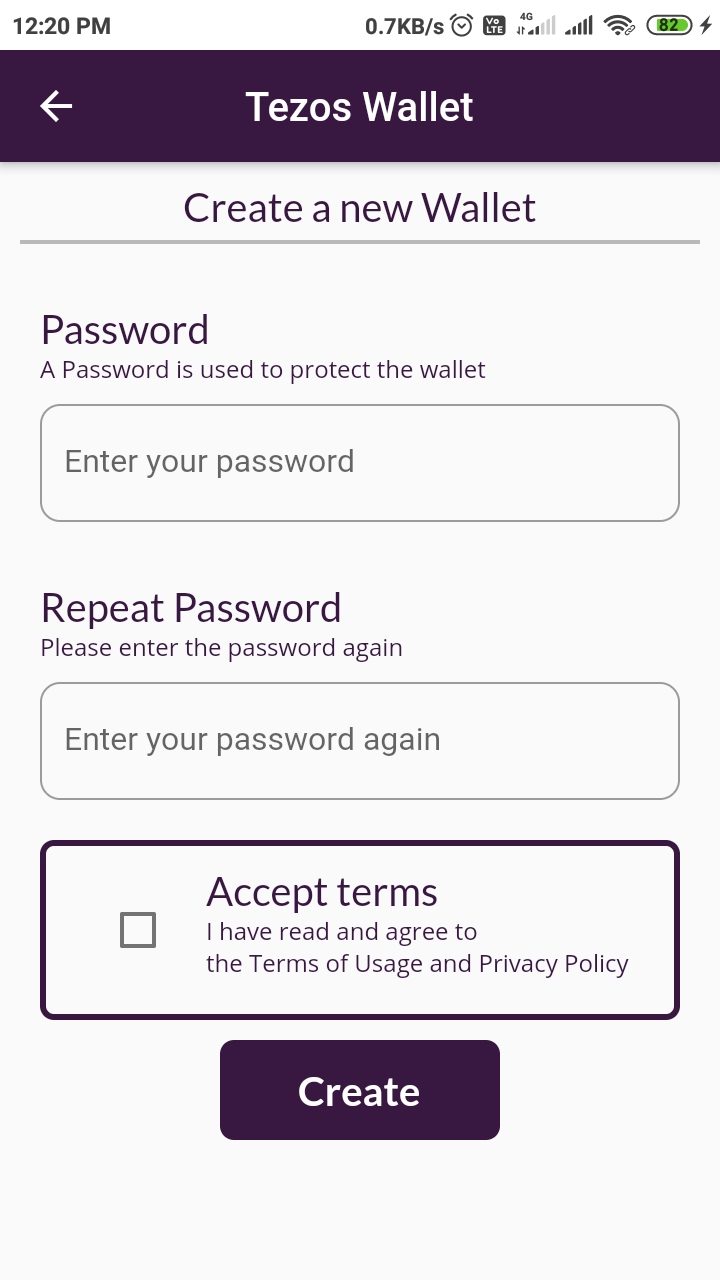 12:20 PM 0.7KB/s Vo LTE 4G 82
Tezos Wallet
Create a new Wallet
Password
A Password is used to protect the wallet
Enter your password
Repeat Password
Please enter the password again
Enter your password again
Accept terms
I have read and agree to
the Terms of Usage and Privacy Policy
Create